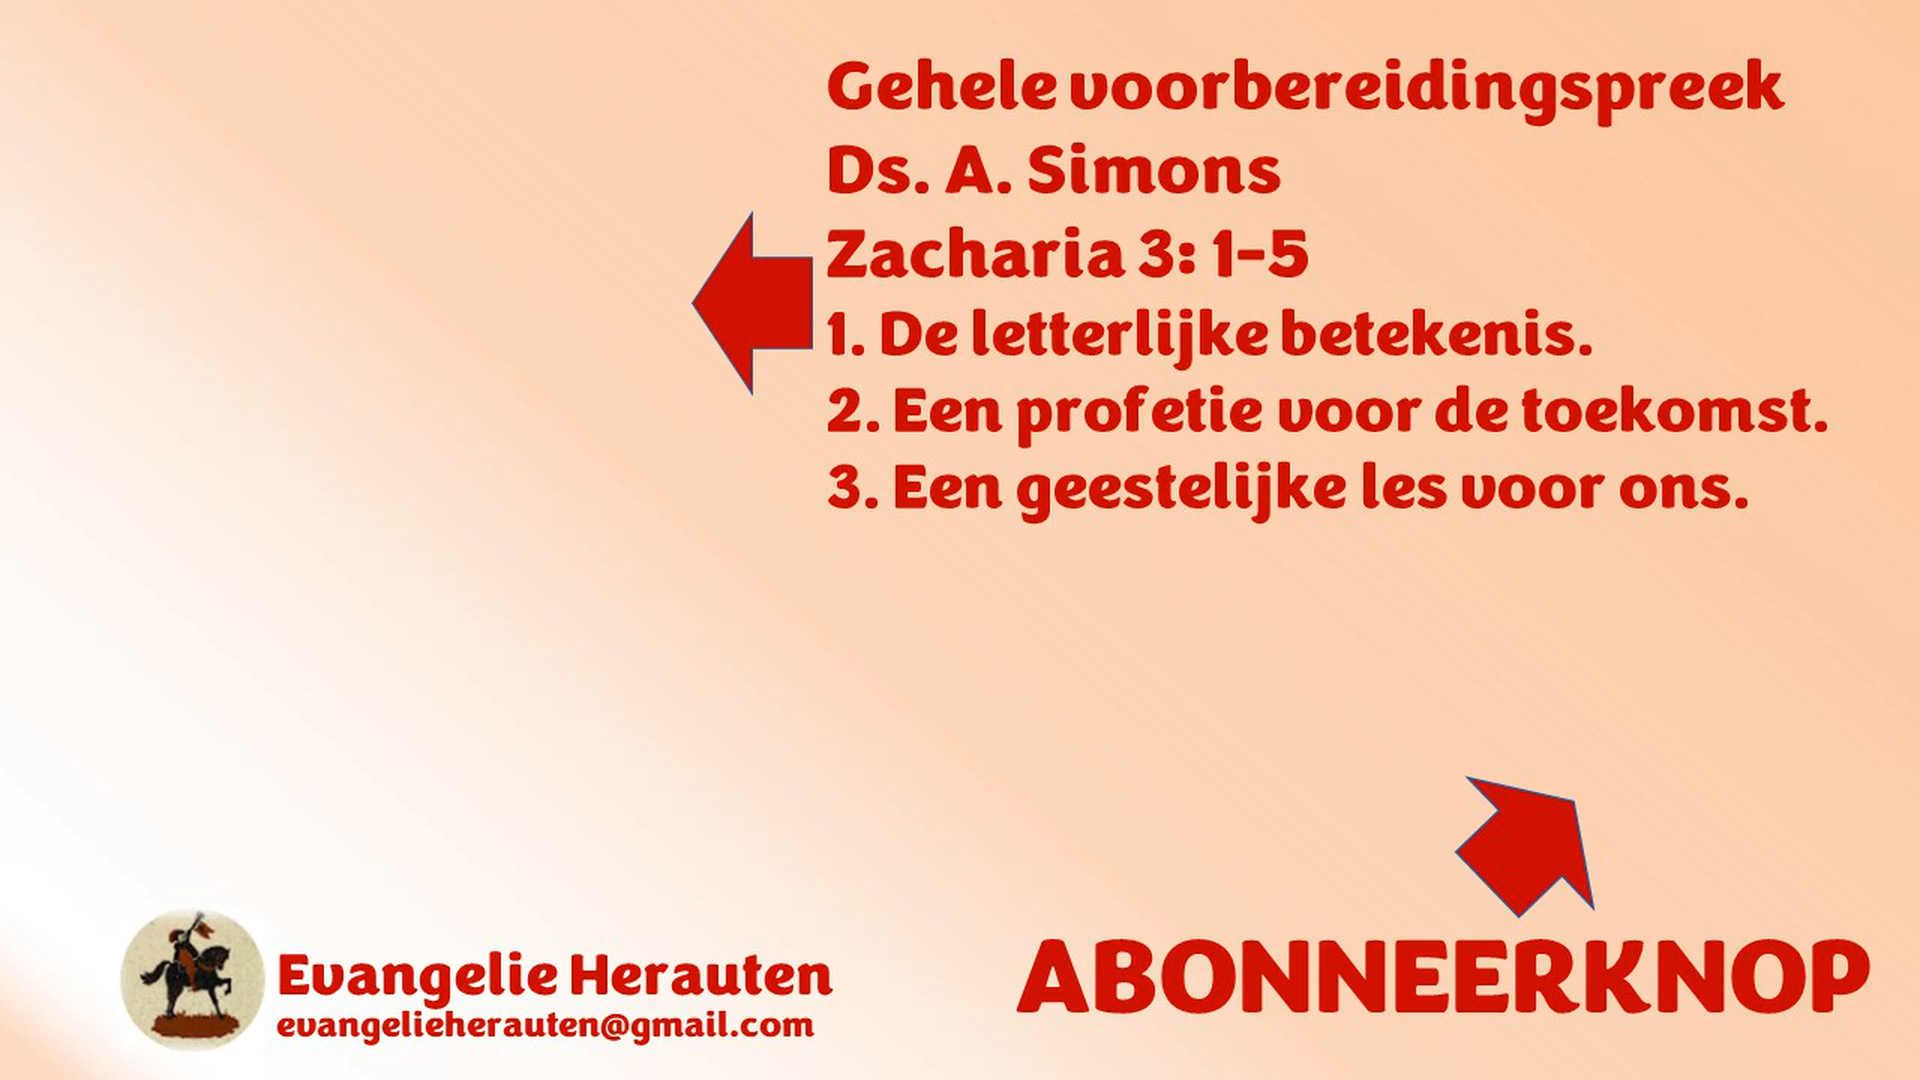 Gehele voorbereidingspreek
Ds. A. Simons
Zacharia 3: 1-5
1. De letterlijke betekenis.
2. Een profetie voor de toekomst.
3. Een geestelijke les voor ons.
Evangelie Herauten
evangelieherauten@gmail.com
ABONNEERKNOP